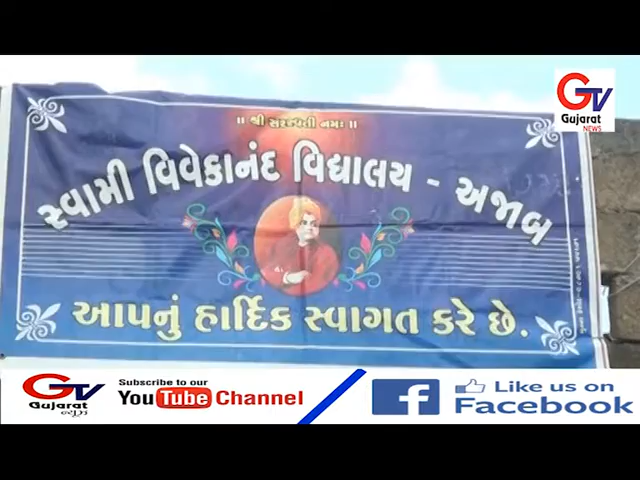 GTV
Gujarat
NEWS
॥ શ્રી સરસ્વતી નમઃ ॥
સ્વામી વિવેકાનંદ વિદ્યાલય - અજાબ
આપનું હાર્દિક સ્વાગત કરે છે.
GTV
Gujarat
ન્યુઝ
Subscribe to our
YouTube Channel
f
Like us on
Facebook